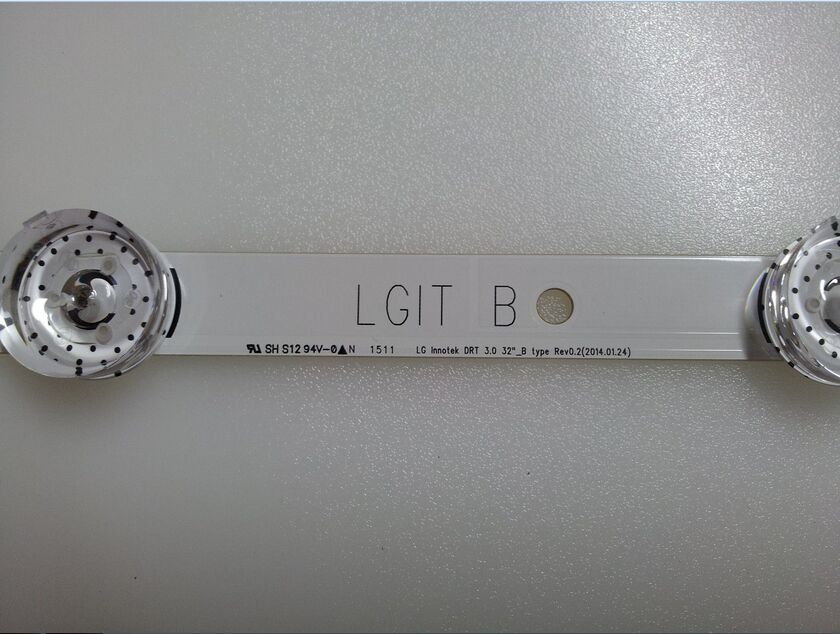 LGIT B
SH S12 94V-0▲N 1511 LG Innotek DRT 3.0 32"_B type Rev0.2(2014.01.24)